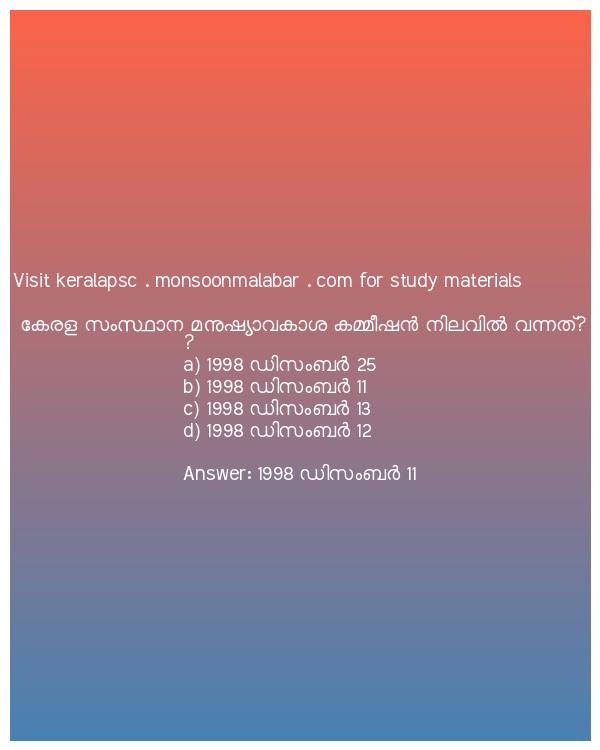 Visit keralapsc . monsoonmalabar . com for study materials
കേരള സംസ്ഥാന മനുഷ്യാവകാശ കമ്മീഷൻ നിലവിൽ വന്നത്?
?
a) 1998 ഡിസംബർ 25
b) 1998 ഡിസംബർ 11
c) 1998 ഡിസംബർ 13
d) 1998 ഡിസംബർ 12
Answer: 1998 ഡിസംബർ 11